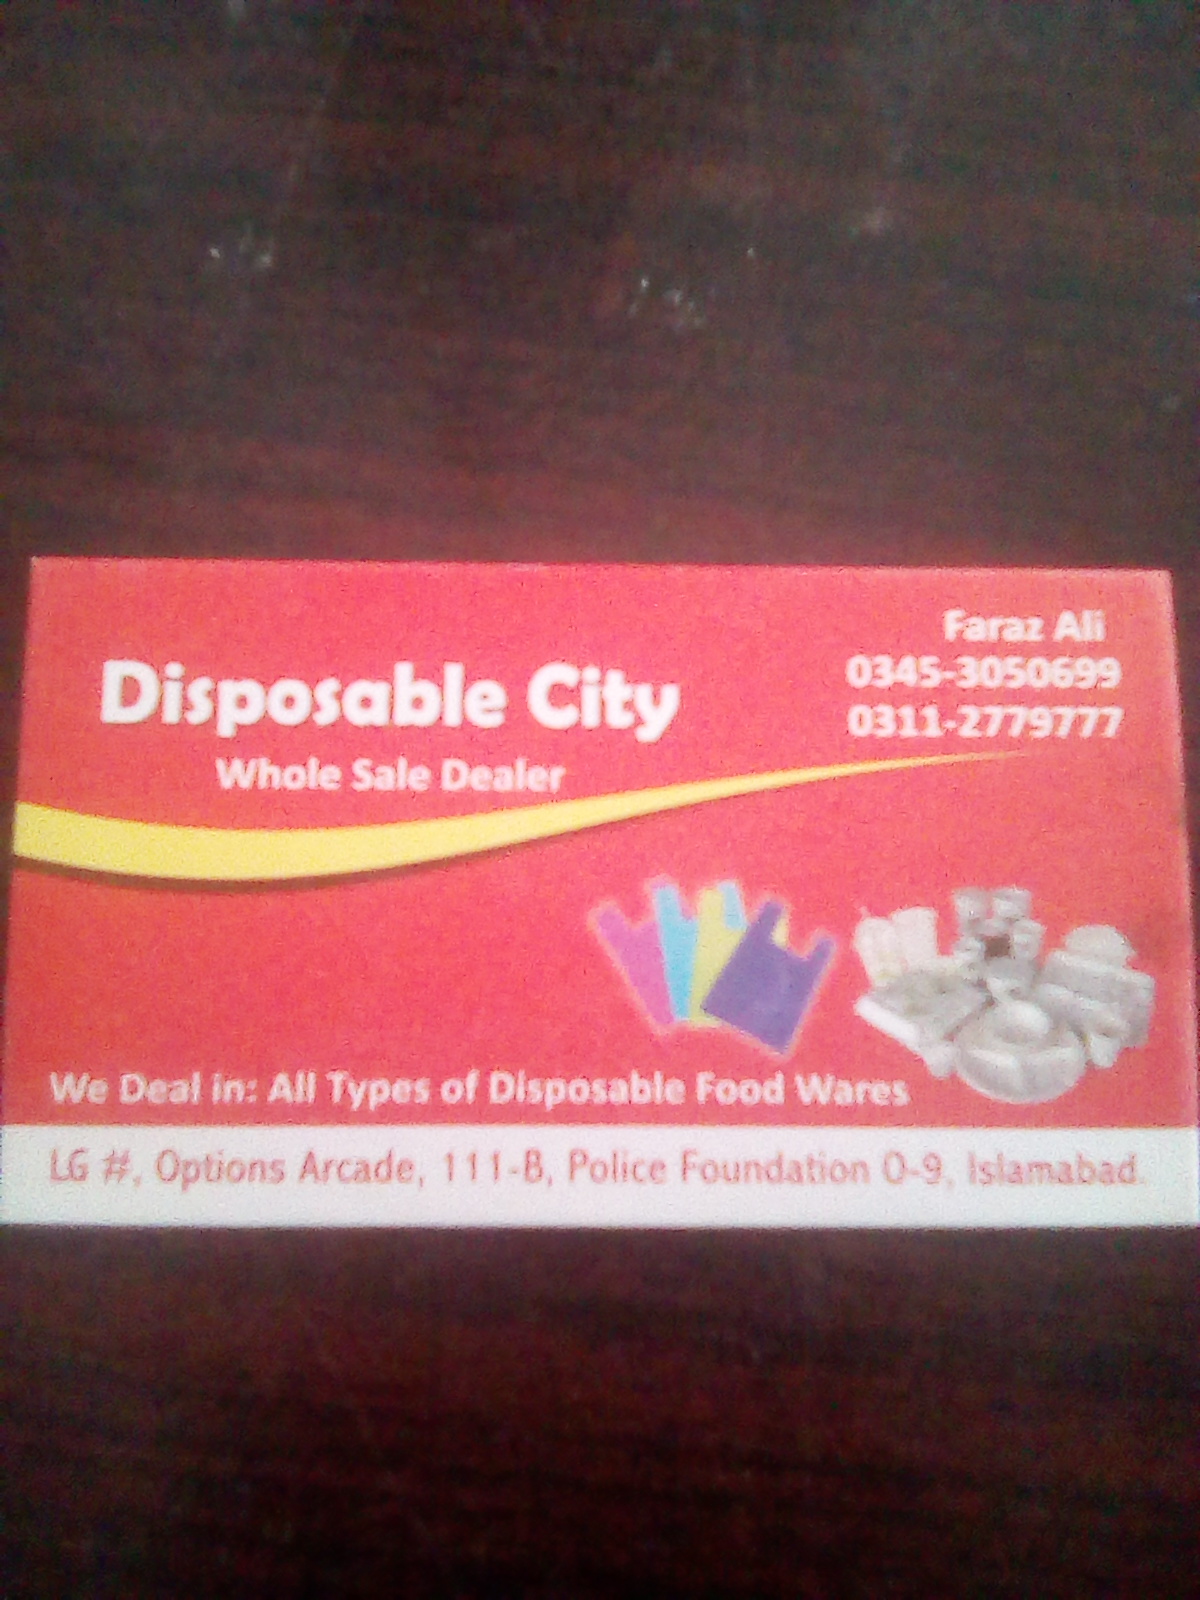 Faraz Ali
0345-3050699
0311-2779777
Disposable City
Whole Sale Dealer
We Deal in: All Types of Disposable Food Wares
LG #, Options Arcade, 111-B, Police Foundation O-9, Islamabad.